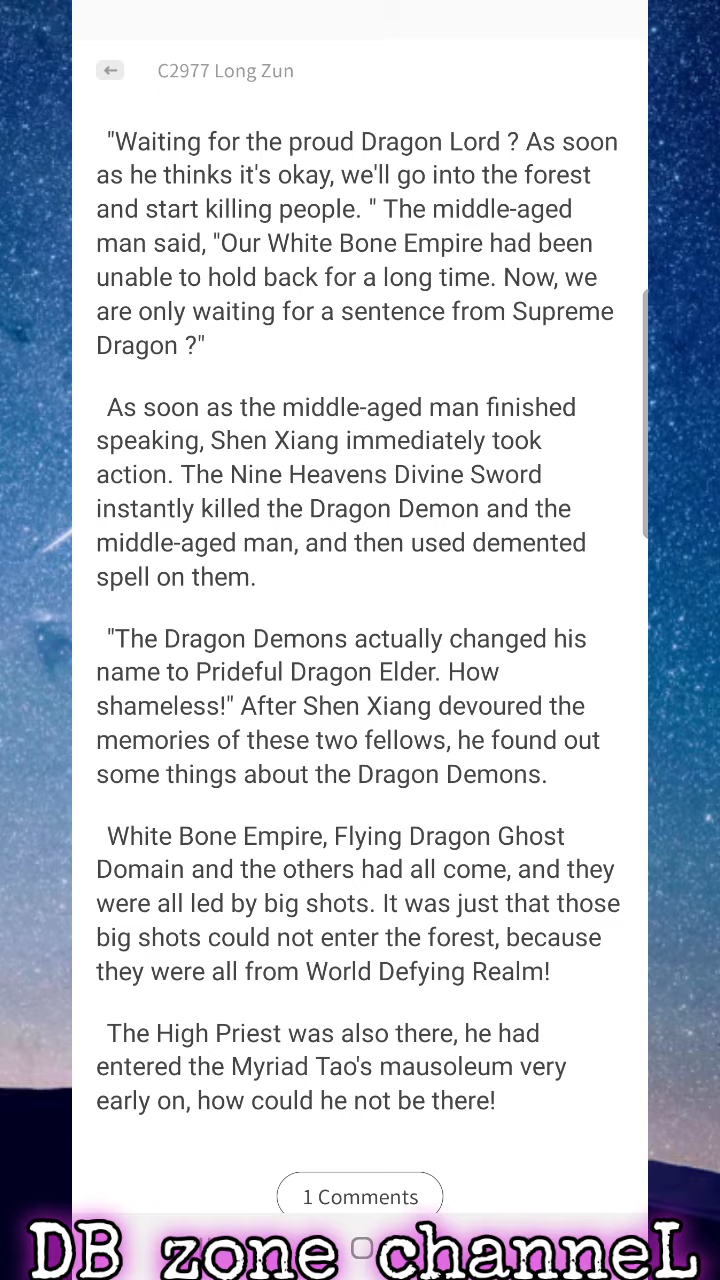 C2977 Long Zun
"Waiting for the proud Dragon Lord ? As soon
as he thinks it's okay, we'll go into the forest
and start killing people. " The middle-aged
man said, "Our White Bone Empire had been
unable to hold back for a long time. Now, we
are only waiting for a sentence from Supreme
Dragon ?"
As soon as the middle-aged man finished
speaking, Shen Xiang immediately took
action. The Nine Heavens Divine Sword
instantly killed the Dragon Demon and the
middle-aged man, and then used demented
spell on them.
"The Dragon Demons actually changed his
name to Prideful Dragon Elder. How
shameless!" After Shen Xiang devoured the
memories of these two fellows, he found out
some things about the Dragon Demons.
White Bone Empire, Flying Dragon Ghost
Domain and the others had all come, and they
were all led by big shots. It was just that those
big shots could not enter the forest, because
they were all from World Defying Realm!
The High Priest was also there, he had
entered the Myriad Tao's mausoleum very
early on, how could he not be there!
1 Comments
DB zone channeL